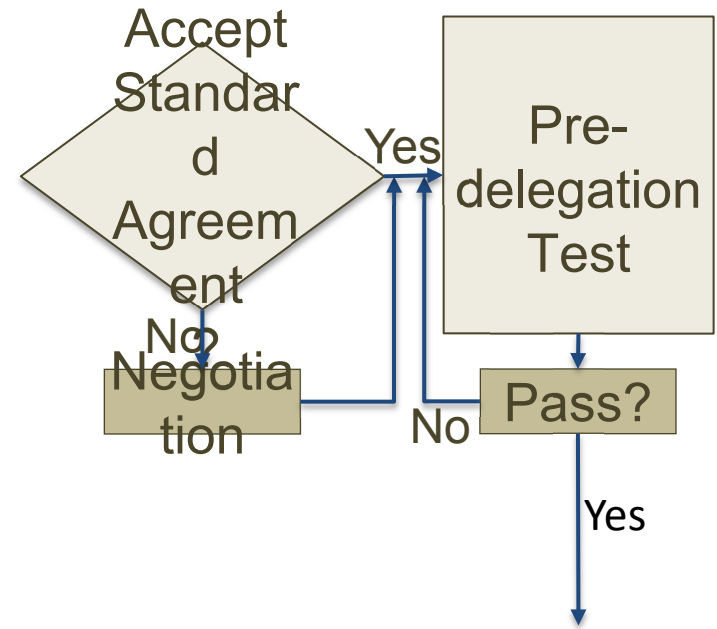 Accept
Standar
d
Agreem
ent
?
Yes
Pre-
delegation
Test
No
Negotia
tion
Pass?
No
Yes